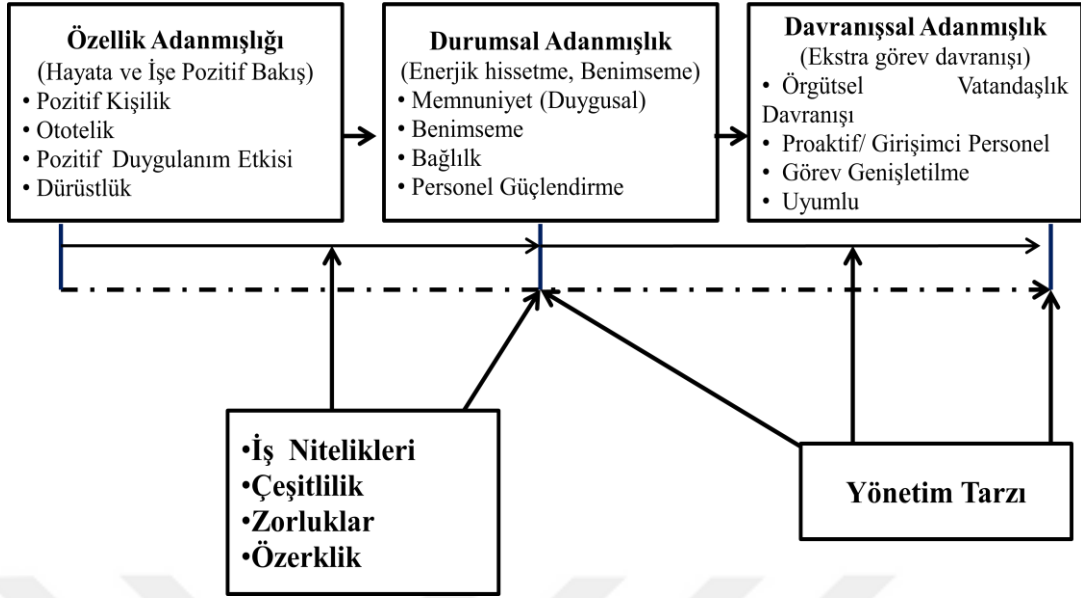 Özellik Adanmışlığı
(Hayata ve İşe Pozitif Bakış)
• Pozitif Kişilik
• Ototelik
• Pozitif Duygulanım Etkisi
• Dürüstlük
Durumsal Adanmışlık
(Enerjik hissetme, Benimseme)
• Memnuniyet (Duygusal)
• Benimseme
• Bağlılk
• Personel Güçlendirme
Davranışsal Adanmışlık
(Ekstra görev davranışı)
• Örgütsel Vatandaşlık
Davranışı
• Proaktif/ Girişimci Personel
• Görev Genişletilme
• Uyumlu
•İş Nitelikleri
•Çeşitlilik
•Zorluklar
•Özerklik
Yönetim Tarzı